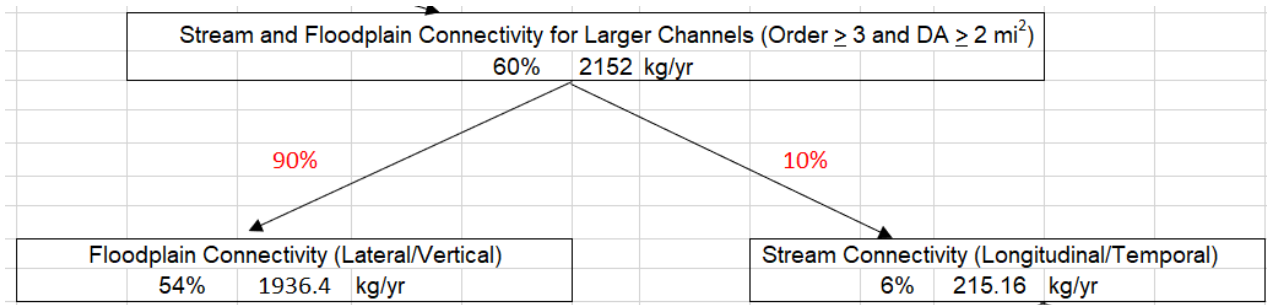 Stream and Floodplain Connectivity for Larger Channels (Order ≥ 3 and DA ≥ 2 mi²)
60% 2152 kg/yr
90% 10%
Floodplain Connectivity (Lateral/Vertical) Stream Connectivity (Longitudinal/Temporal)
54% 1936.4 kg/yr 6% 215.16 kg/yr